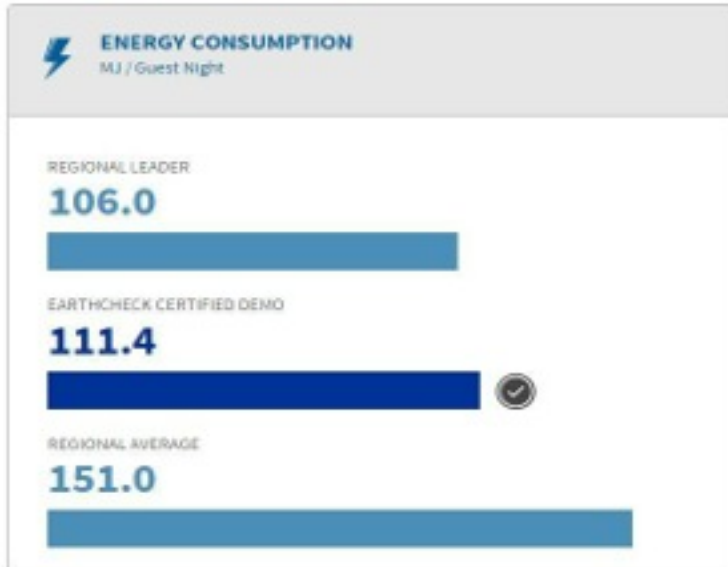 ENERGY CONSUMPTION
MJ / Guest Night
REGIONAL LEADER
106.0
EARTHCHECK CERTIFIED DEMO
111.4
REGIONAL AVERAGE
151.0